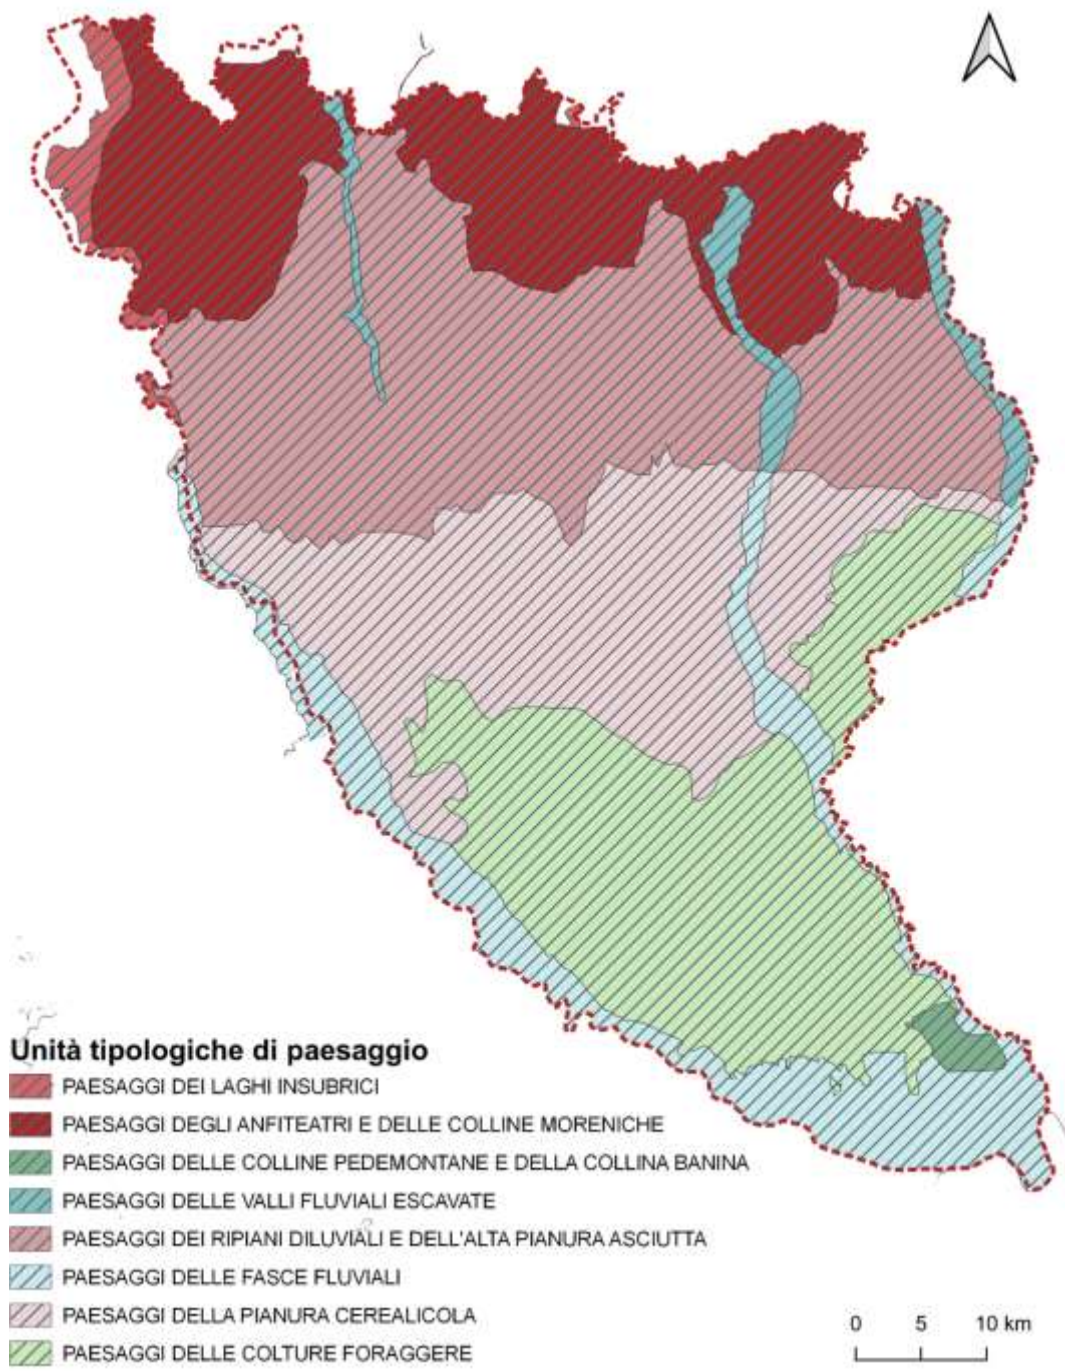 Unità tipologiche di paesaggio
PAESAGGI DEI LAGHI INSUBRICI
PAESAGGI DEGLI ANFITEATRI E DELLE COLLINE MORENICHE
PAESAGGI DELLE COLLINE PEDEMONTANE E DELLA COLLINA BANINA
PAESAGGI DELLE VALLI FLUVIALI ESCAVATE
PAESAGGI DEI RIPIANI DILUVIALI E DELL'ALTA PIANURA ASCIUTTA
PAESAGGI DELLE FASCE FLUVIALI
PAESAGGI DELLA PIANURA CEREALICOLA
PAESAGGI DELLE COLTURE FORAGGERE
0 5 10 km